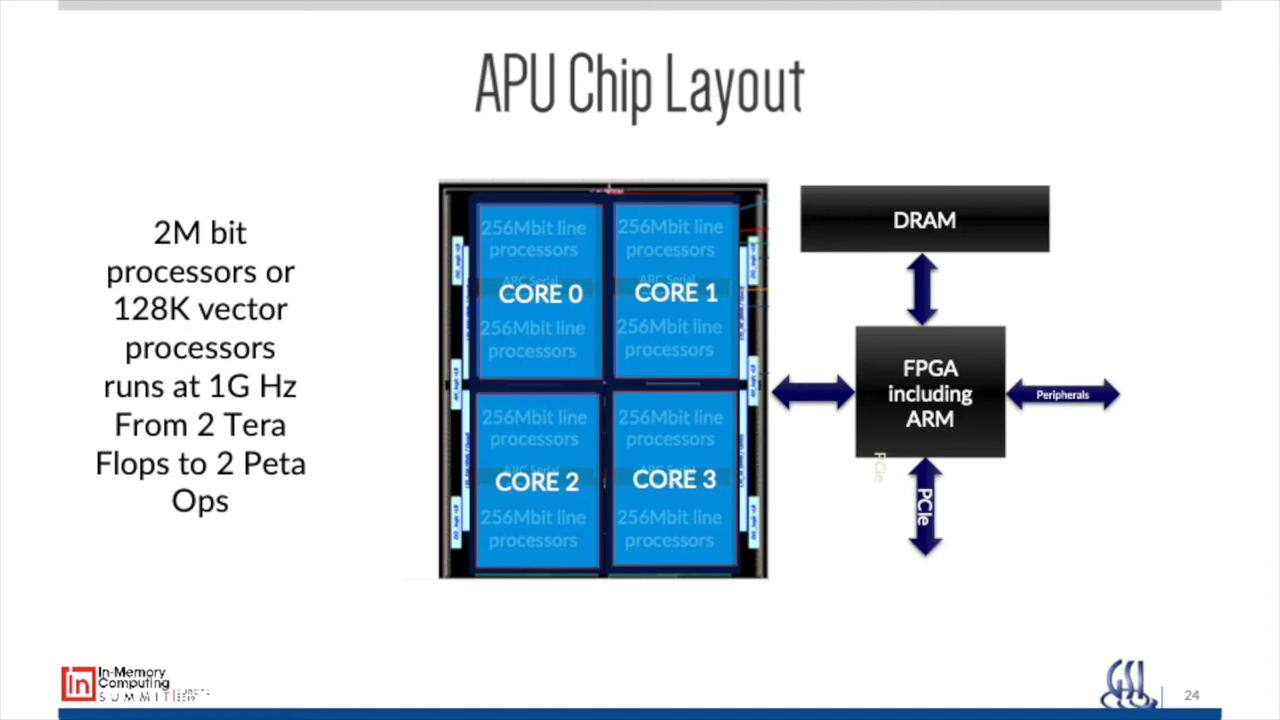 APU Chip Layout
2M bit
processors or
128K vector
processors
runs at 1G Hz
From 2 Tera
Flops to 2 Peta
Ops
256Mbit line
processors
ARC Serial
CORE 0
256Mbit line
processors
256Mbit line
processors
ARC Serial
CORE 1
256Mbit line
processors
256Mbit line
processors
CORE 2
256Mbit line
processors
256Mbit line
processors
CORE 3
256Mbit line
processors
DRAM
FPGA
including
ARM
Peripherals
PCIe
PCIe
In
In-Memory
Computing
SUMMIT
GSI
24